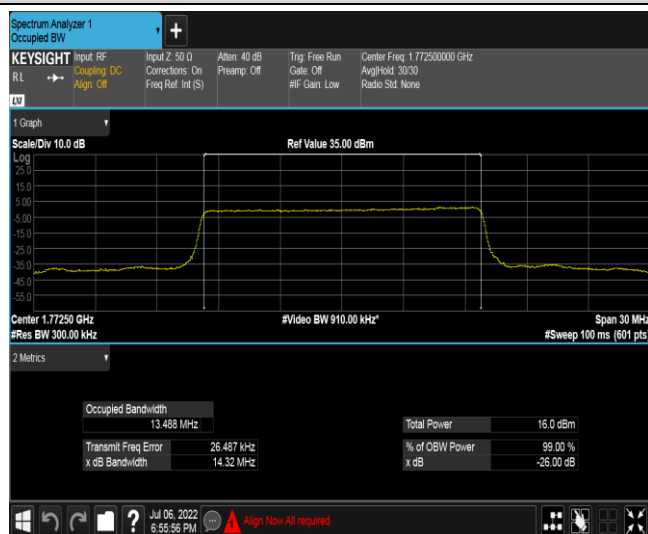 Spectrum Analyzer 1
Occupied BW
KEYSIGHT
RL
LXI
Input: RF
Coupling: DC
Align: Off
Input Z: 50 Ω
Corrections: On
Freq Ref: Int (S)
Atten: 40 dB
Preamp: Off
Trig: Free Run
Gate: Off
#IF Gain: Low
Center Freq: 1.772500000 GHz
Avg|Hold: 30/30
Radio Std: None
1 Graph
Scale/Div 10.0 dB
Ref Value 35.00 dBm
Log
25.0
15.0
5.00
-5.00
-15.0
-25.0
-35.0
-45.0
-55.0
Center 1.77250 GHz
#Video BW 910.00 kHz*
Span 30 MHz
#Res BW 300.00 kHz
#Sweep 100 ms (601 pts)
2 Metrics
Occupied Bandwidth
13.488 MHz
Total Power 16.0 dBm
Transmit Freq Error 26.487 kHz
% of OBW Power 99.00 %
x dB Bandwidth 14.32 MHz
x dB -26.00 dB
?
Jul 06, 2022
6:55:56 PM
Align Now All required